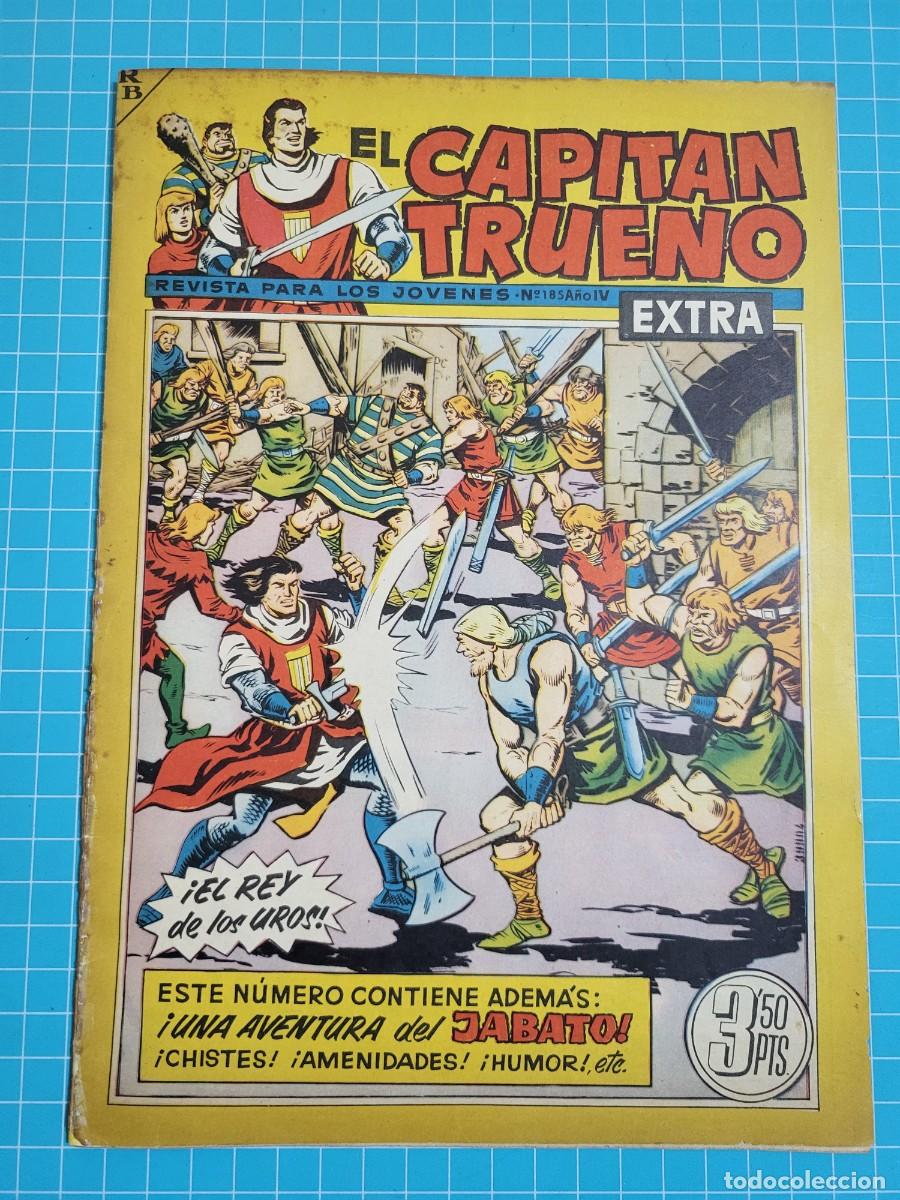 RB
EL CAPITAN
TRUENO
REVISTA PARA LOS JOVENES - Nº 185 Año IV
EXTRA
¡EL REY
de los UROS!
ESTE NÚMERO CONTIENE ADEMÁS:
¡UNA AVENTURA del JABATO!
¡CHISTES! ¡AMENIDADES! ¡HUMOR!, etc.
3'50
PTS.
todocoleccion